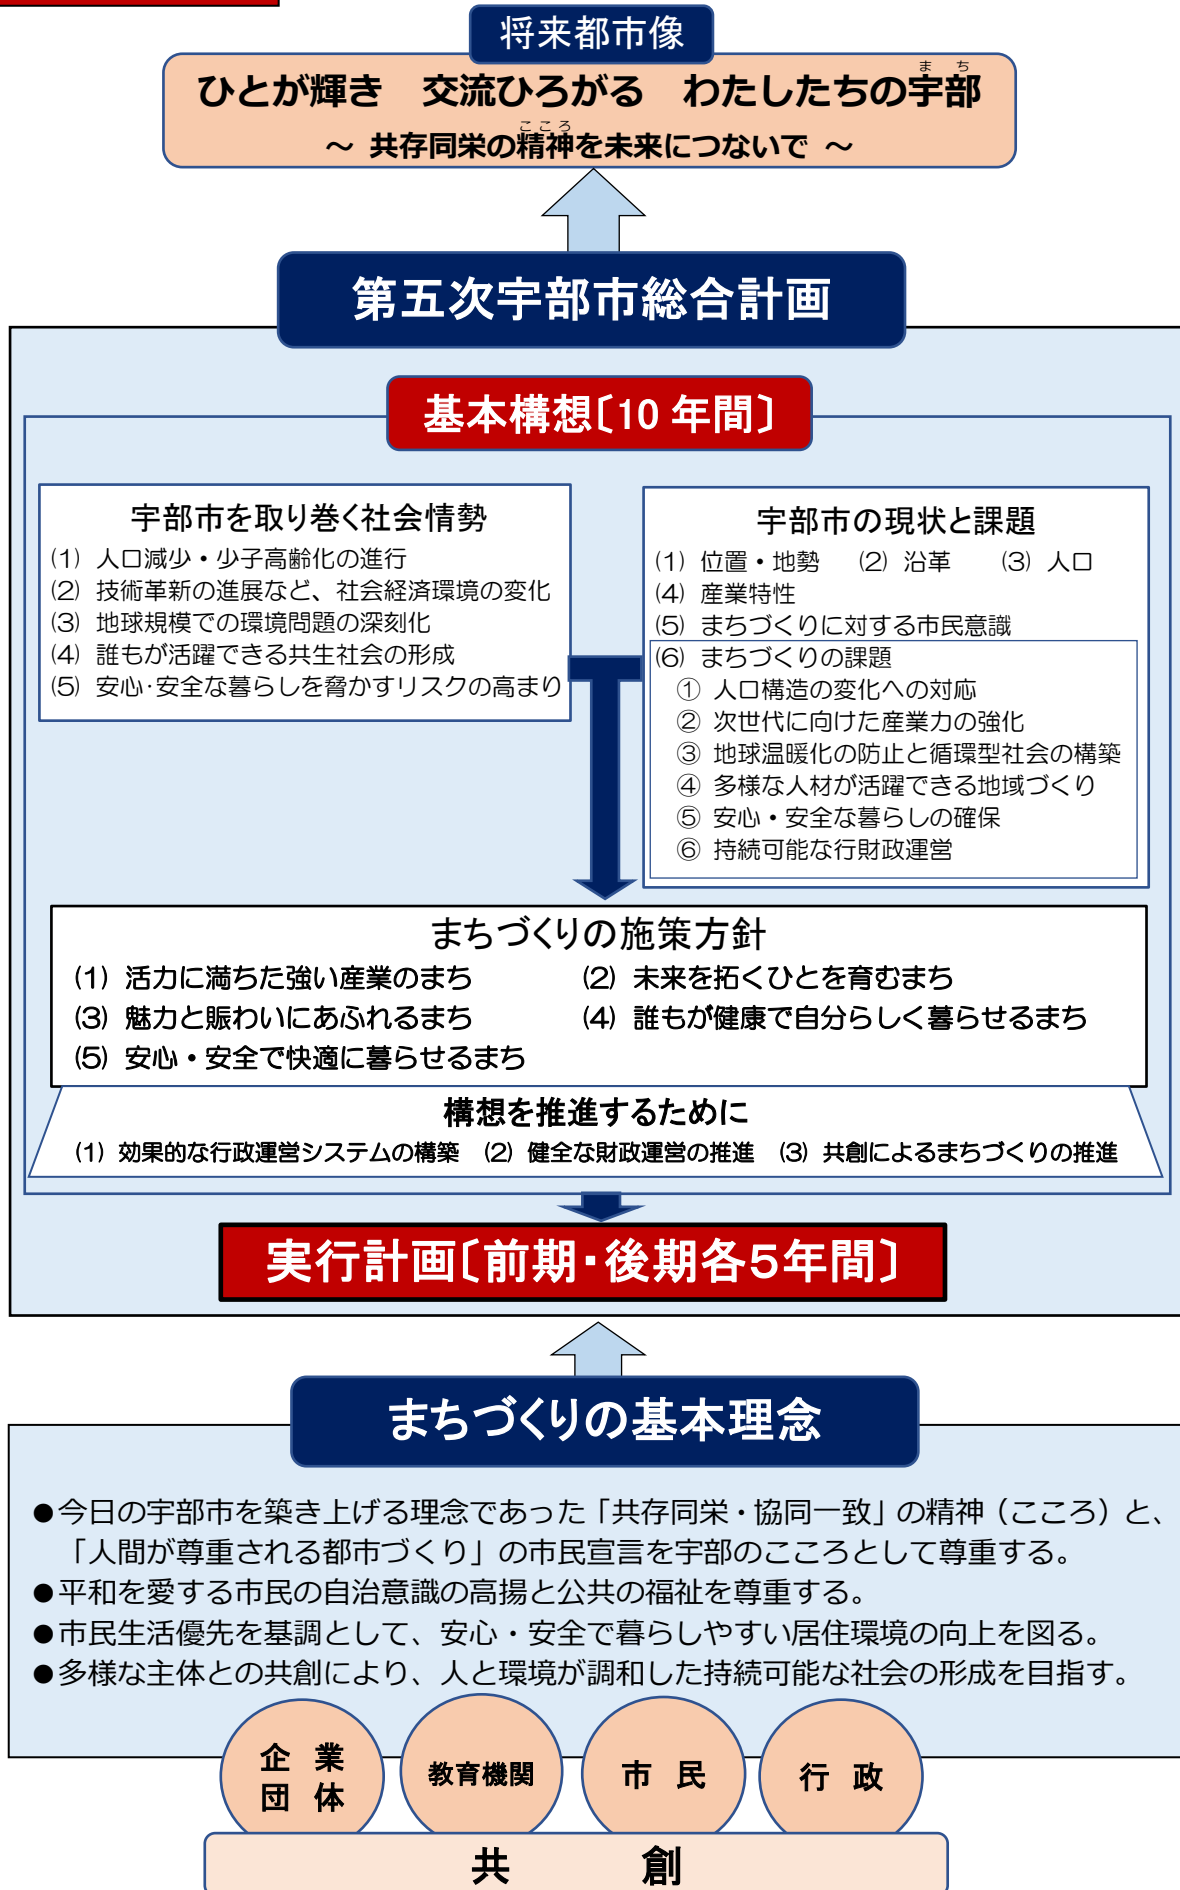 将来都市像
ひとが輝き　交流ひろがる　わたしたちの宇部
まち
～ 共存同栄の精神を未来につないで ～
こころ
第五次宇部市総合計画
基本構想〔10 年間〕
宇部市を取り巻く社会情勢
⑴ 人口減少・少子高齢化の進行
⑵ 技術革新の進展など、社会経済環境の変化
⑶ 地球規模での環境問題の深刻化
⑷ 誰もが活躍できる共生社会の形成
⑸ 安心・安全な暮らしを脅かすリスクの高まり
宇部市の現状と課題
⑴ 位置・地勢　⑵ 沿革　⑶ 人口
⑷ 産業特性
⑸ まちづくりに対する市民意識
⑹ まちづくりの課題
① 人口構造の変化への対応
② 次世代に向けた産業力の強化
③ 地球温暖化の防止と循環型社会の構築
④ 多様な人材が活躍できる地域づくり
⑤ 安心・安全な暮らしの確保
⑥ 持続可能な行財政運営
まちづくりの施策方針
⑴ 活力に満ちた強い産業のまち　⑵ 未来を拓くひとを育むまち
⑶ 魅力と賑わいにあふれるまち　⑷ 誰もが健康で自分らしく暮らせるまち
⑸ 安心・安全で快適に暮らせるまち
構想を推進するために
⑴ 効果的な行政運営システムの構築　⑵ 健全な財政運営の推進　⑶ 共創によるまちづくりの推進
実行計画〔前期・後期各５年間〕
まちづくりの基本理念
●今日の宇部市を築き上げる理念であった「共存同栄・協同一致」の精神（こころ）と、
「人間が尊重される都市づくり」の市民宣言を宇部のこころとして尊重する。
●平和を愛する市民の自治意識の高揚と公共の福祉を尊重する。
●市民生活優先を基調として、安心・安全で暮らしやすい居住環境の向上を図る。
●多様な主体との共創により、人と環境が調和した持続可能な社会の形成を目指す。
企 業
団 体
教育機関
市 民
行 政
共　創